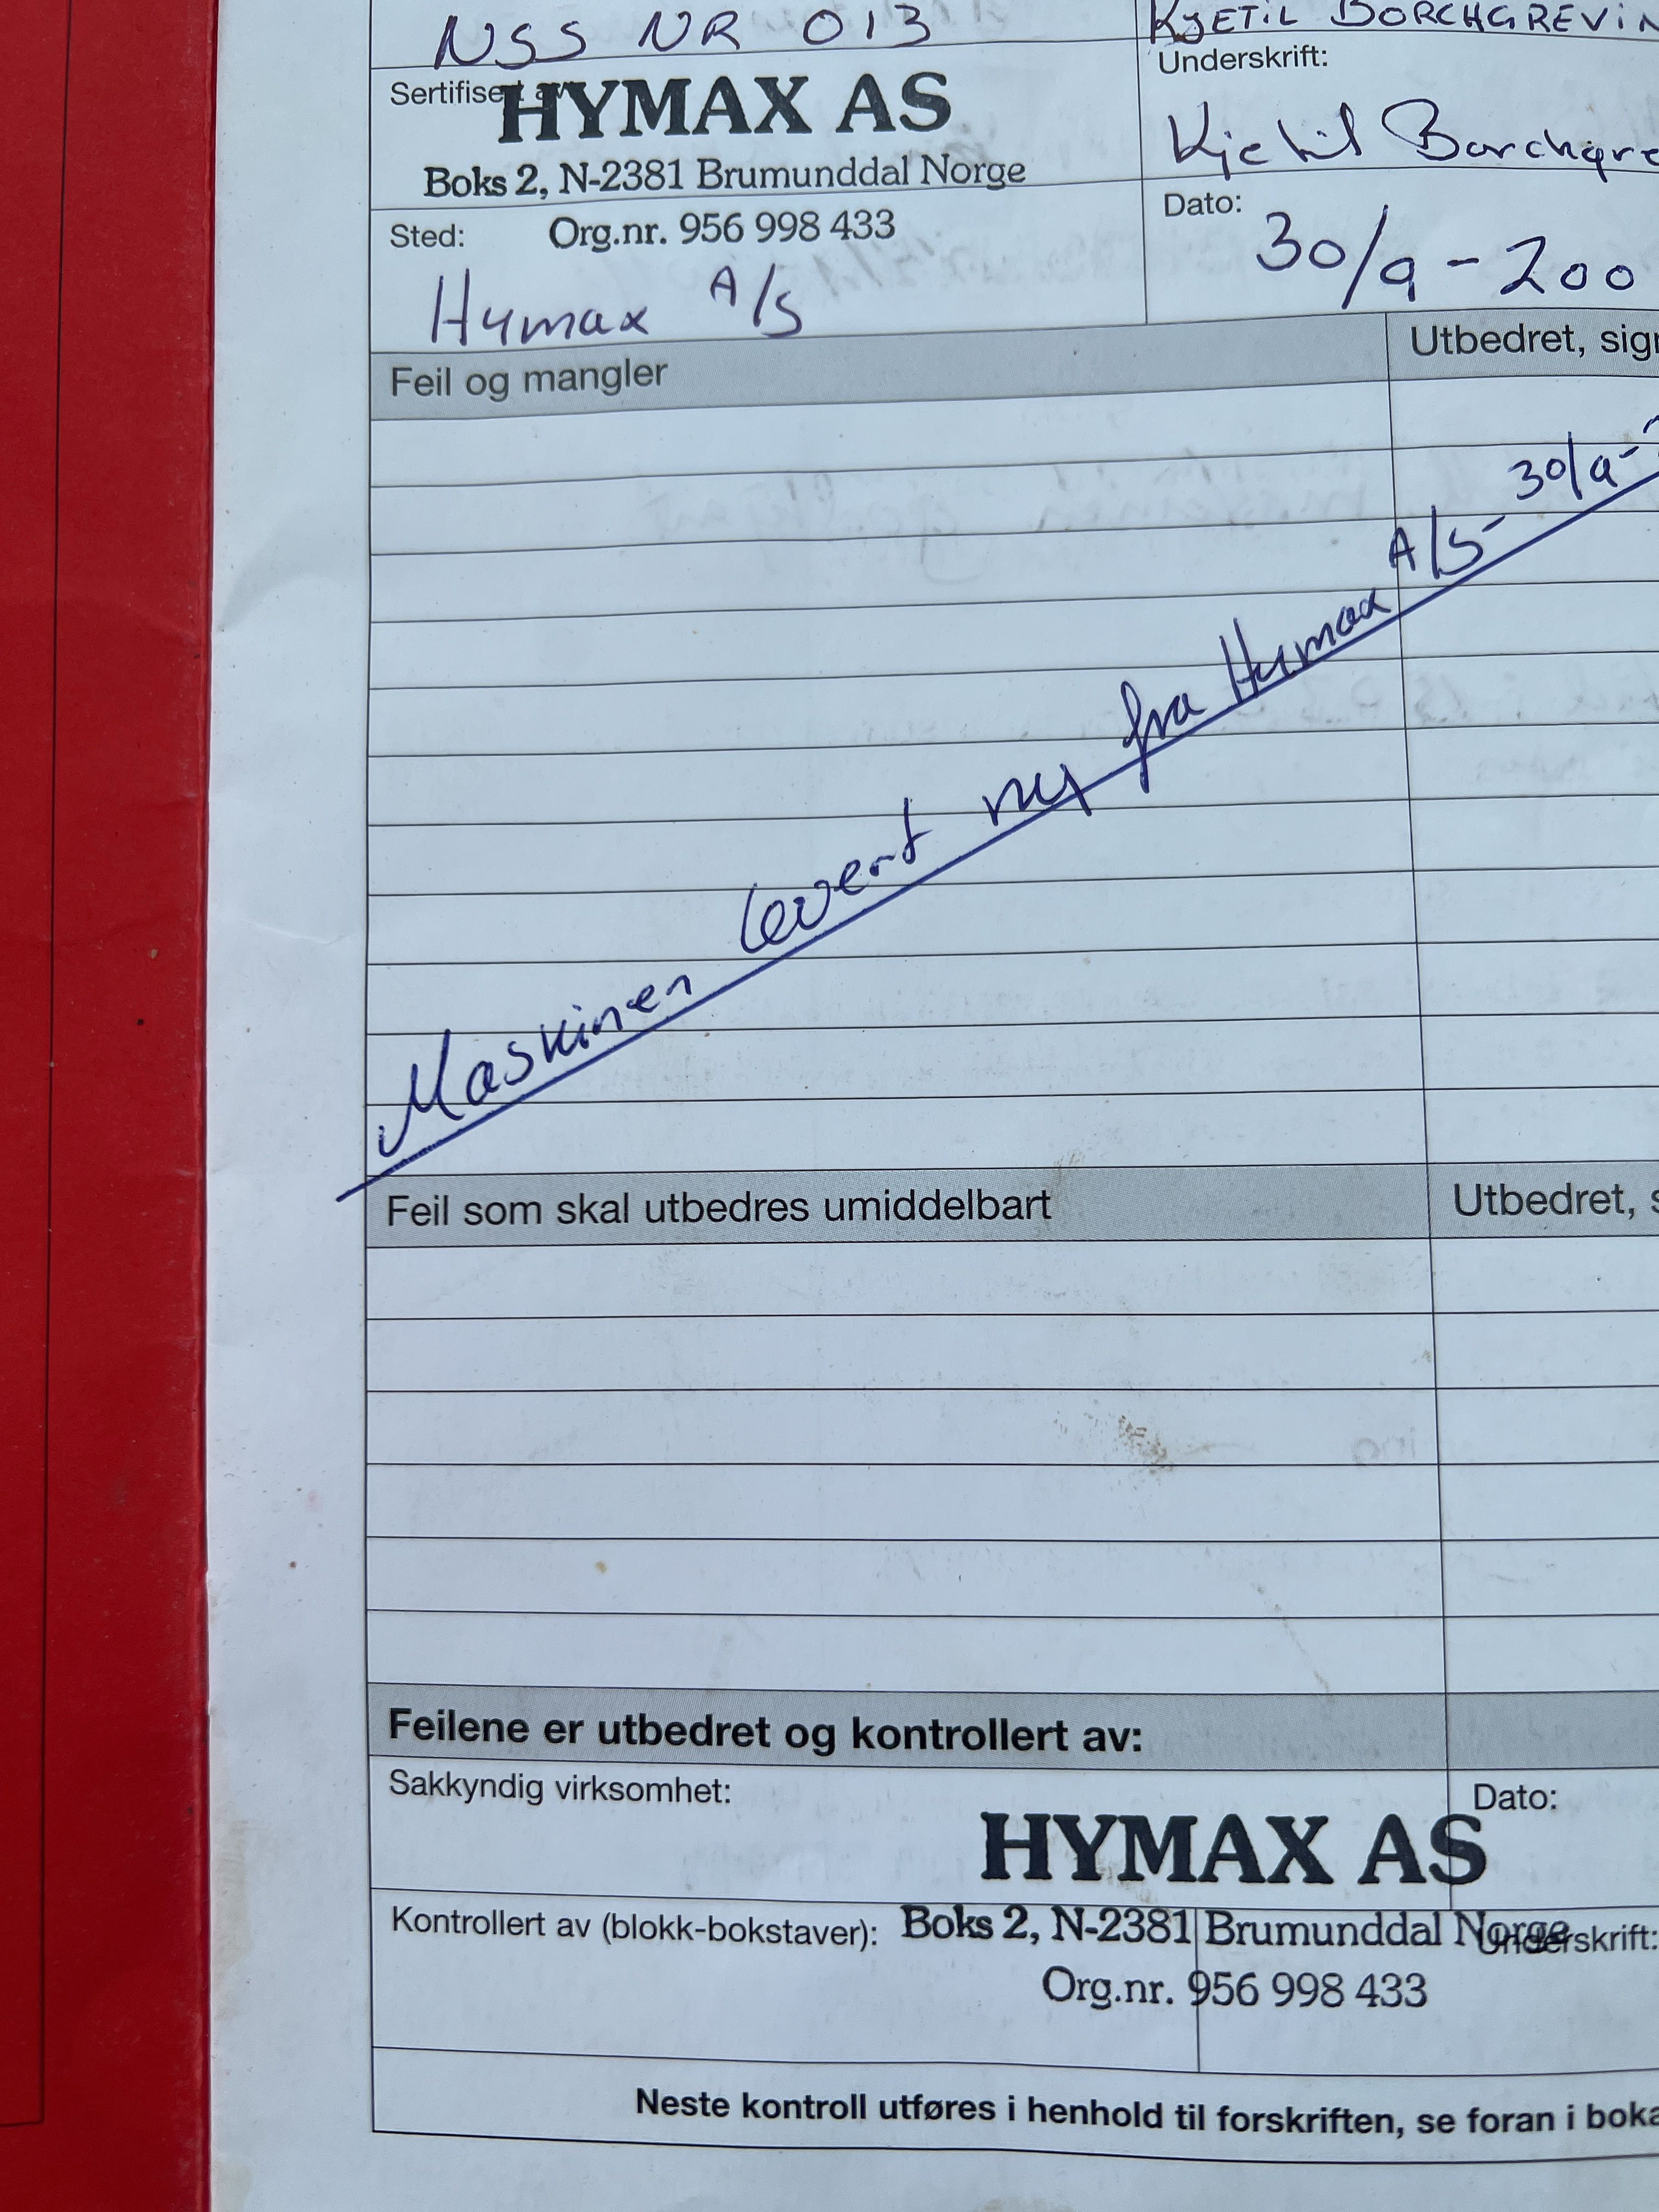 NSS NR 013
KJETIL BORCHGREVIN
Sertifisert av
HYMAX AS
Boks 2, N-2381 Brumunddal Norge
Org.nr. 956 998 433
Underskrift:
Kjetil Borchgre
Sted:
Hymax A/S
Dato:
30/9-200
Feil og mangler
Utbedret, sign
Maskinen levert ny fra Hymax A/S- 30/9-
Feil som skal utbedres umiddelbart
Utbedret, s
Feilene er utbedret og kontrollert av:
Sakkyndig virksomhet:
Dato:
HYMAX AS
Kontrollert av (blokk-bokstaver):
Boks 2, N-2381 Brumunddal Norge
Underskrift:
Org.nr. 956 998 433
Neste kontroll utføres i henhold til forskriften, se foran i boka